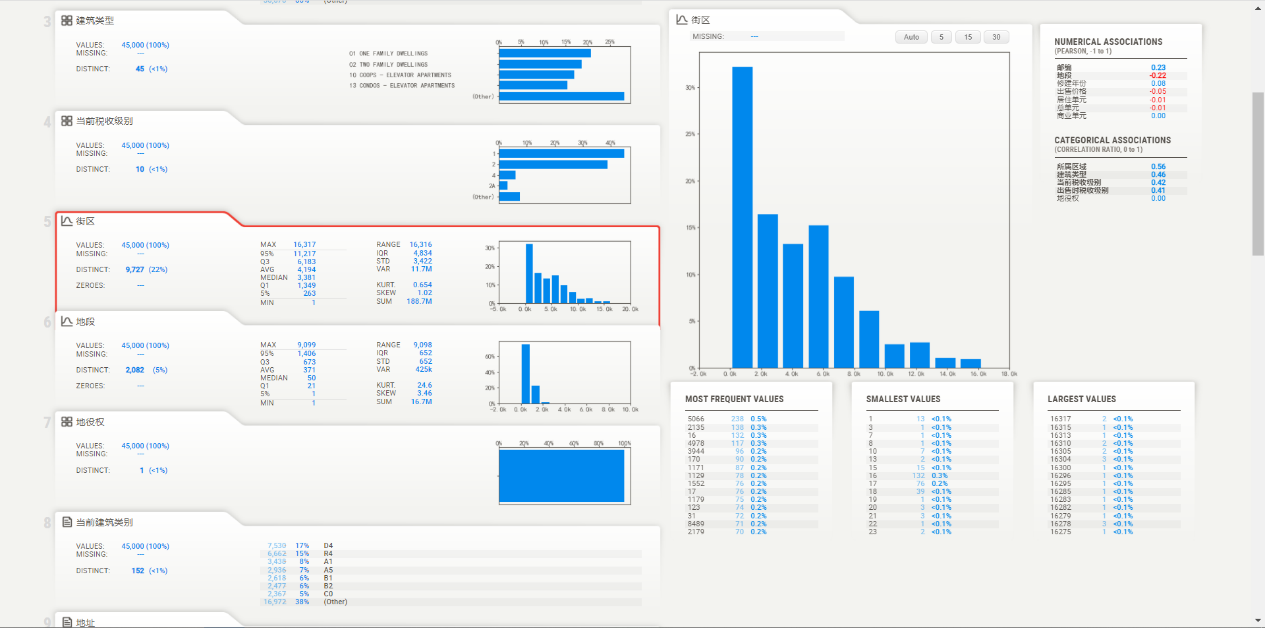 (Other)
3 建筑类型
VALUES: 45,000 (100%)
MISSING: ---
DISTINCT: 45 (<1%)
0% 5% 10% 15% 20% 25%
01 ONE FAMILY DWELLINGS
02 TWO FAMILY DWELLINGS
10 COOPS - ELEVATOR APARTMENTS
13 CONDOS - ELEVATOR APARTMENTS
(Other)
4 当前税收级别
VALUES: 45,000 (100%)
MISSING: ---
DISTINCT: 10 (<1%)
0% 10% 20% 30% 40%
1
2
4
2A
(Other)
5 街区
VALUES: 45,000 (100%)
MISSING: ---
DISTINCT: 9,727 (22%)
ZEROES: ---
MAX 16,317
95% 11,217
Q3 6,183
AVG 4,194
MEDIAN 3,381
Q1 1,349
5% 263
MIN 1
RANGE 16,316
IQR 4,834
STD 3,422
VAR 11.7M
KURT. 0.654
SKEW 1.02
SUM 188.7M
30%
20%
10%
0%
-5.0k 0.0k 5.0k 10.0k 15.0k 20.0k
6 地段
VALUES: 45,000 (100%)
MISSING: ---
DISTINCT: 2,082 (5%)
ZEROES: ---
MAX 9,099
95% 1,406
Q3 673
AVG 371
MEDIAN 50
Q1 21
5% 1
MIN 1
RANGE 9,098
IQR 652
STD 652
VAR 425k
KURT. 24.6
SKEW 3.46
SUM 16.7M
60%
40%
20%
0%
-2.0k 0.0k 2.0k 4.0k 6.0k 8.0k 10.0k
7 地役权
VALUES: 45,000 (100%)
MISSING: ---
DISTINCT: 1 (<1%)
0% 20% 40% 60% 80% 100%
8 当前建筑类别
VALUES: 45,000 (100%)
MISSING: ---
DISTINCT: 152 (<1%)
7,530 17% D4
6,662 15% R4
3,438 8% A1
2,936 7% A5
2,618 6% B1
2,477 6% B2
2,367 5% C0
16,972 38% (Other)
9 地址
街区
MISSING: ---
Auto 5 15 30
30%
25%
20%
15%
10%
5%
0%
-2.0k 0.0k 2.0k 4.0k 6.0k 8.0k 10.0k 12.0k 14.0k 16.0k 18.0k
NUMERICAL ASSOCIATIONS
(PEARSON, -1 to 1)
邮编 0.23
地段 -0.22
修建年份 0.08
出售价格 -0.05
居住单元 -0.01
总单元 -0.01
商业单元 0.00
CATEGORICAL ASSOCIATIONS
(CORRELATION RATIO, 0 to 1)
所属区域 0.56
建筑类型 0.46
当前税收级别 0.42
出售时税收级别 0.41
地役权 0.00
MOST FREQUENT VALUES
5066 238 0.5%
2135 138 0.3%
16 132 0.3%
4978 117 0.3%
3944 96 0.2%
170 90 0.2%
1171 87 0.2%
1129 78 0.2%
1552 76 0.2%
17 76 0.2%
1179 75 0.2%
123 74 0.2%
31 72 0.2%
8489 71 0.2%
2179 70 0.2%
SMALLEST VALUES
1 13 <0.1%
3 1 <0.1%
7 1 <0.1%
8 1 <0.1%
10 7 <0.1%
13 2 <0.1%
15 15 <0.1%
16 132 0.3%
17 76 0.2%
18 39 <0.1%
19 1 <0.1%
20 3 <0.1%
21 3 <0.1%
22 1 <0.1%
23 2 <0.1%
LARGEST VALUES
16317 2 <0.1%
16315 1 <0.1%
16313 1 <0.1%
16310 2 <0.1%
16305 2 <0.1%
16304 3 <0.1%
16300 1 <0.1%
16296 1 <0.1%
16295 1 <0.1%
16285 1 <0.1%
16283 1 <0.1%
16282 1 <0.1%
16279 1 <0.1%
16278 3 <0.1%
16275 1 <0.1%